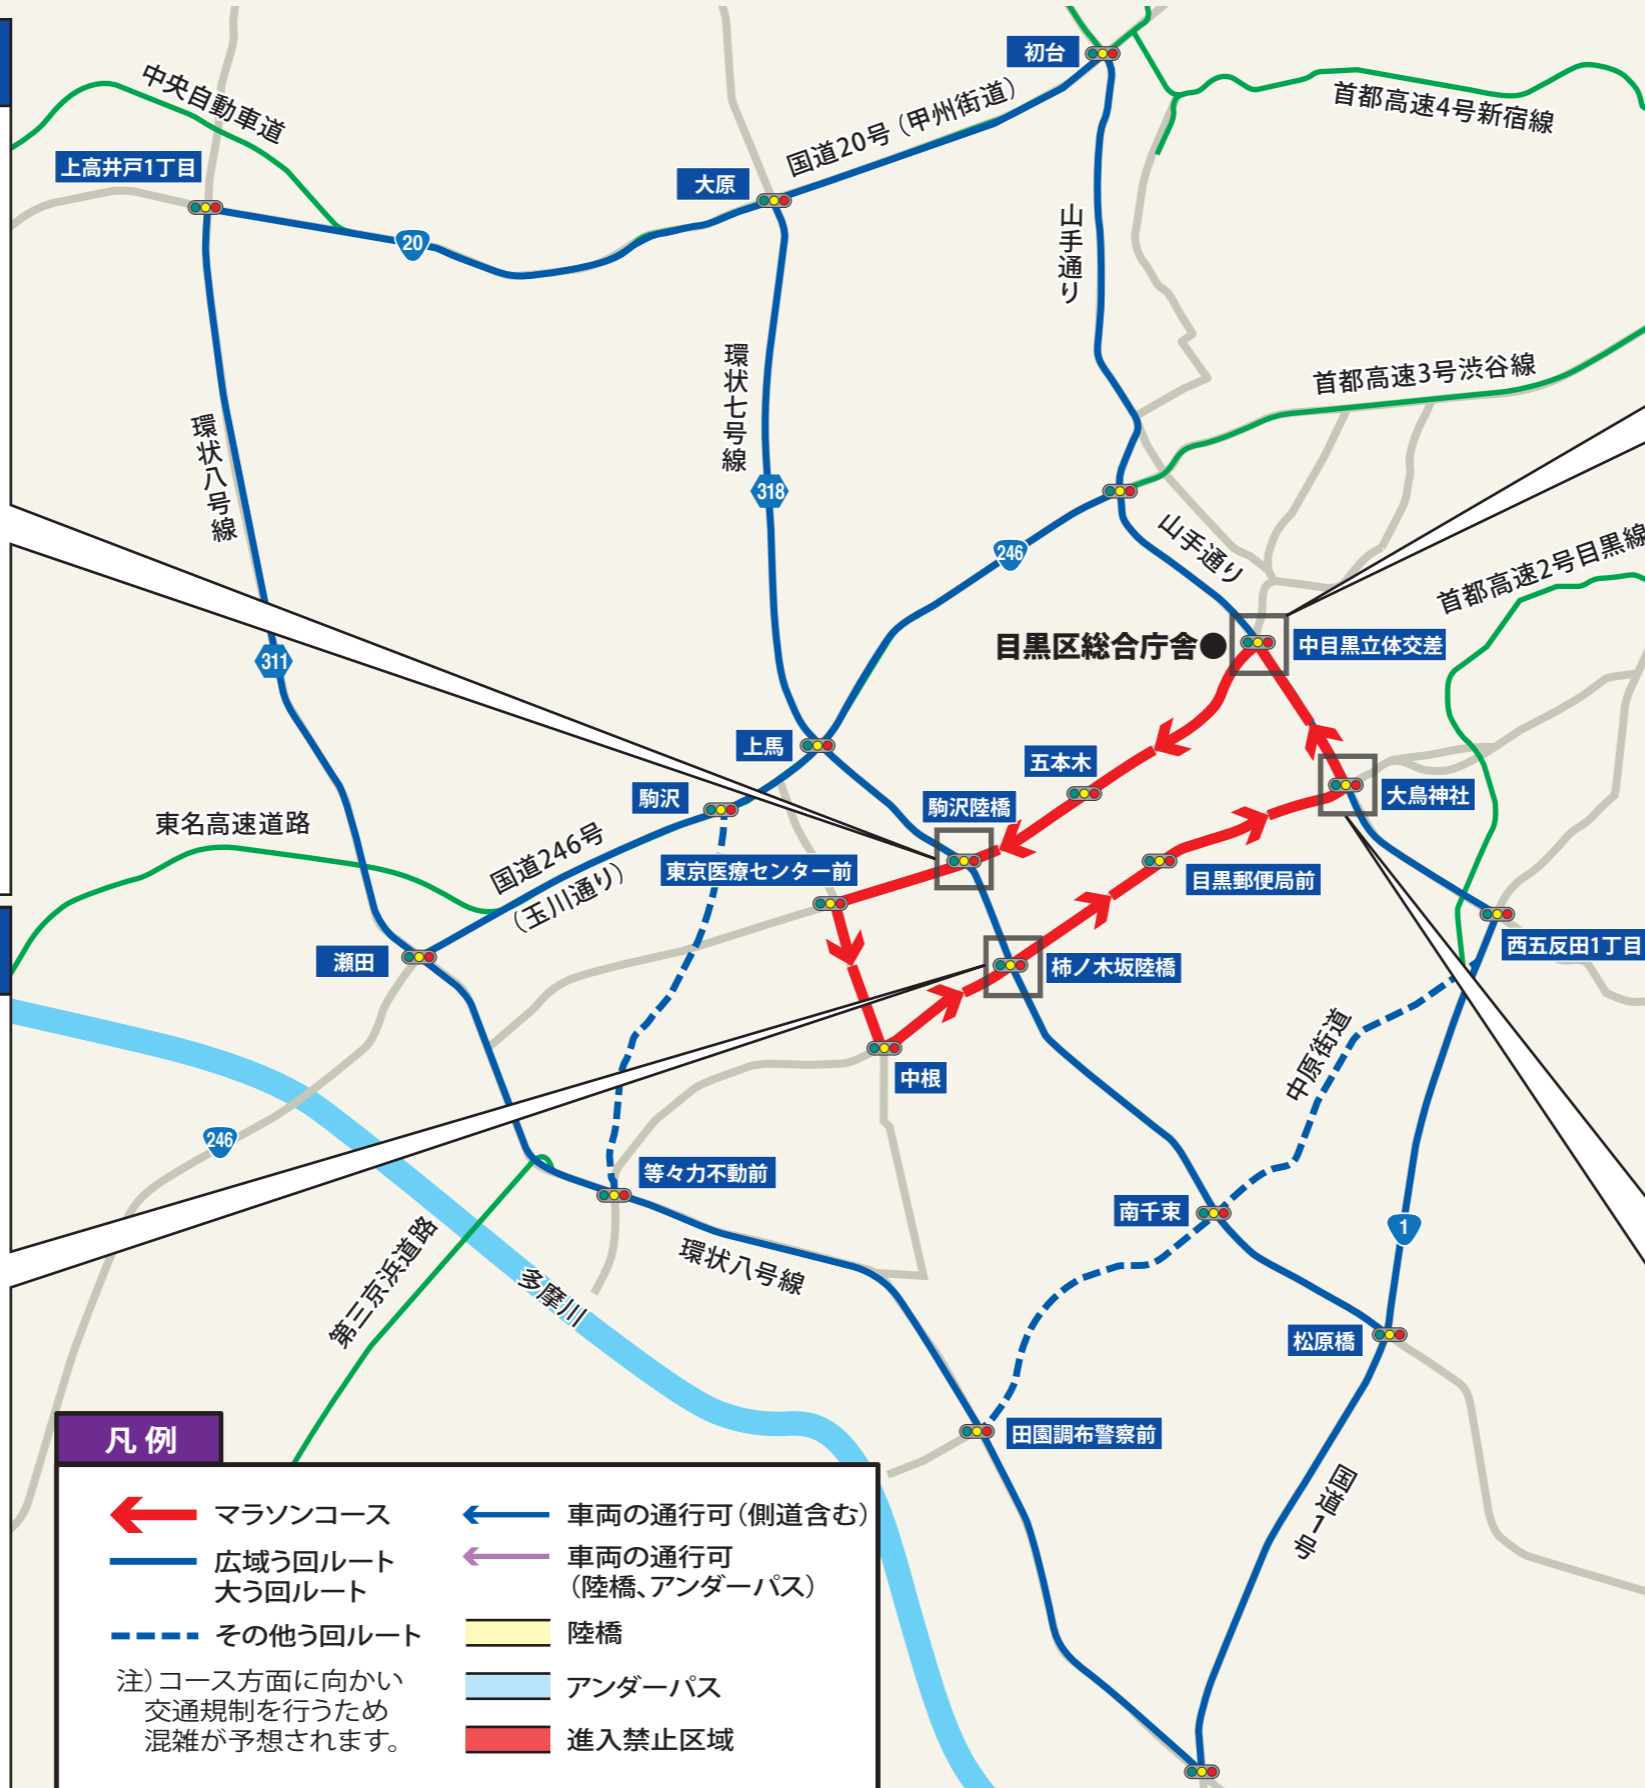 初台
中央自動車道
首都高速4号新宿線
国道20号（甲州街道）
上高井戸1丁目
大原
20
山手通り
環状七号線
首都高速3号渋谷線
環状八号線
318
山手通り
246
首都高速2号目黒線
目黒区総合庁舎●
中目黒立体交差
311
上馬
五本木
駒沢
駒沢陸橋
大鳥神社
東名高速道路
国道246号
（玉川通り）
東京医療センター前
目黒郵便局前
西五反田1丁目
瀬田
柿ノ木坂陸橋
中原街道
中根
246
等々力不動前
南千束
1
環状八号線
第三京浜道路
多摩川
松原橋
田園調布警察前
国道1号
凡例
マラソンコース
広域う回ルート
大う回ルート
その他う回ルート
注）コース方面に向かい
交通規制を行うため
混雑が予想されます。
車両の通行可（側道含む）
車両の通行可
（陸橋、アンダーパス）
陸橋
アンダーパス
進入禁止区域